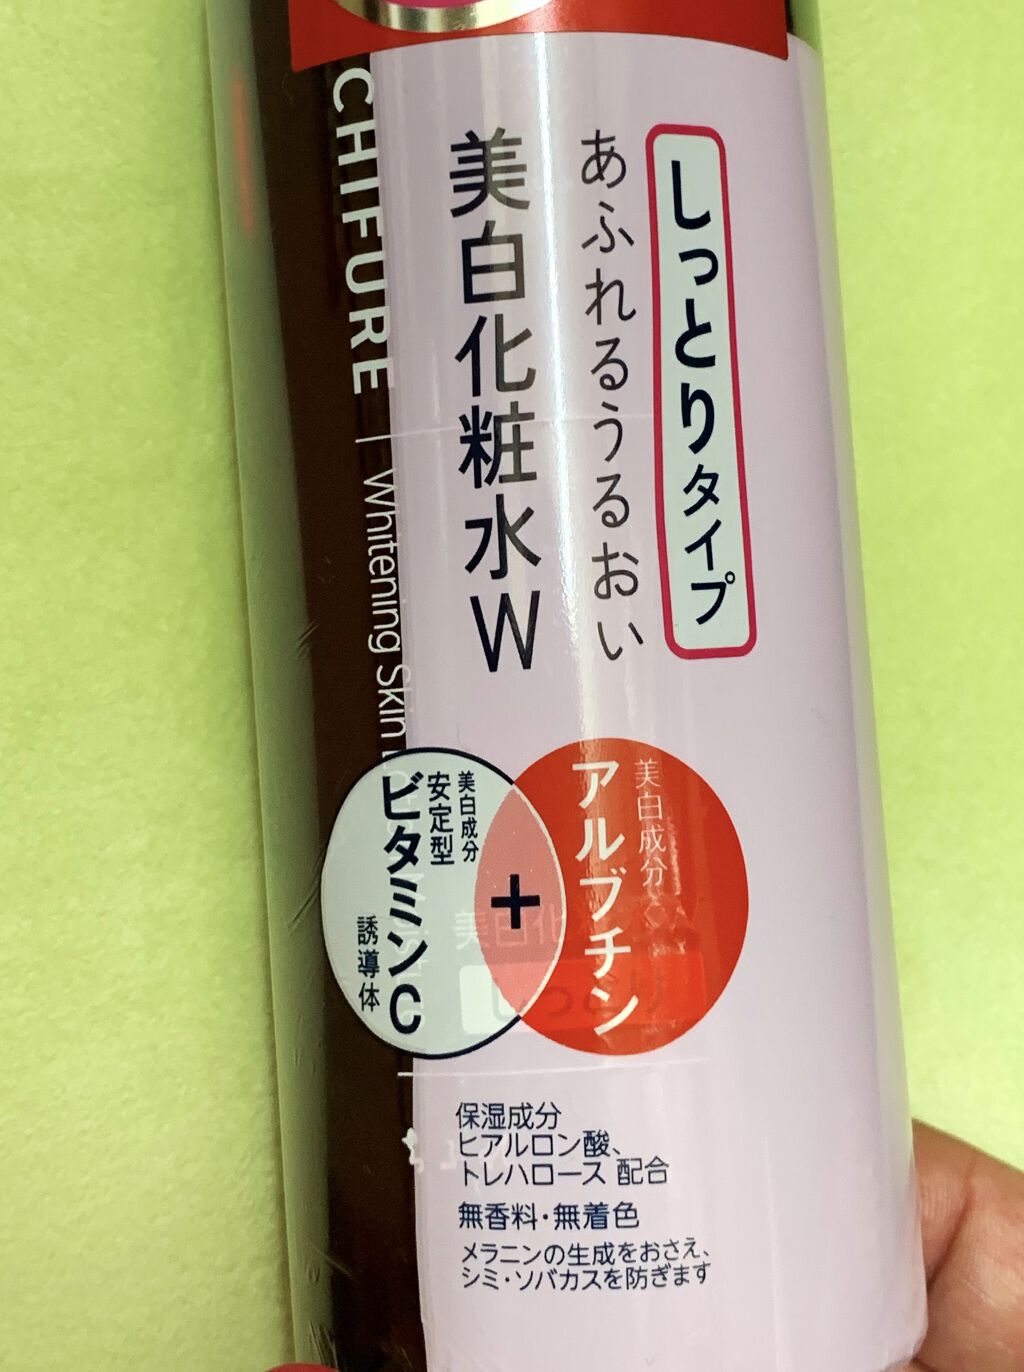 しっとりタイプ
あふれるうるおい
美白化粧水W
CHIFURE
Whitening Skin
美白成分
アルブチン
+
美白成分
安定型
ビタミンC
誘導体
保湿成分
ヒアルロン酸、
トレハロース 配合
無香料・無着色
メラニンの生成をおさえ、
シミ・ソバカスを防ぎます